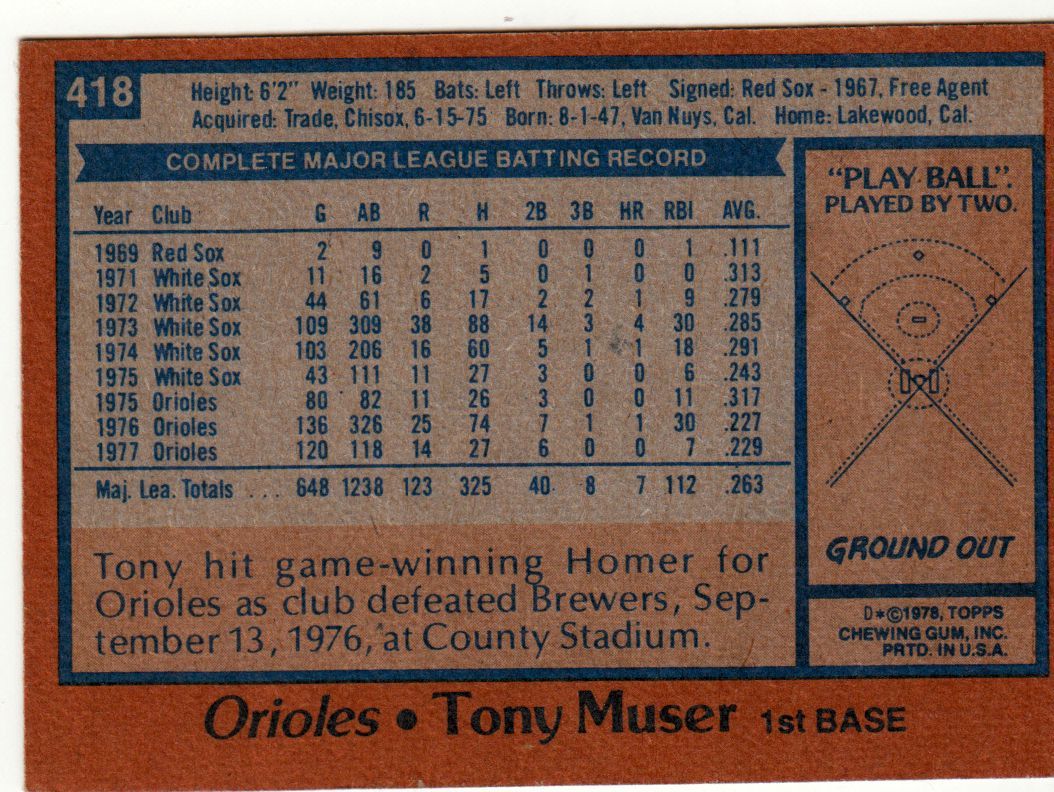 418
Height: 6'2" Weight: 185 Bats: Left Throws: Left Signed: Red Sox - 1967, Free Agent
Acquired: Trade, Chisox, 6-15-75 Born: 8-1-47, Van Nuys, Cal. Home: Lakewood, Cal.
COMPLETE MAJOR LEAGUE BATTING RECORD
Year Club G AB R H 2B 3B HR RBI AVG.
1969 Red Sox 2 9 0 1 0 0 0 1 .111
1971 White Sox 11 16 2 5 0 1 0 0 .313
1972 White Sox 44 61 6 17 2 2 1 9 .279
1973 White Sox 109 309 38 88 14 3 4 30 .285
1974 White Sox 103 206 16 60 5 1 1 18 .291
1975 White Sox 43 111 11 27 3 0 0 6 .243
1975 Orioles 80 82 11 26 3 0 0 11 .317
1976 Orioles 136 326 25 74 7 1 1 30 .227
1977 Orioles 120 118 14 27 6 0 0 7 .229
Maj. Lea. Totals ... 648 1238 123 325 40 8 7 112 .263
Tony hit game-winning Homer for
Orioles as club defeated Brewers, Sep-
tember 13, 1976, at County Stadium.
"PLAY BALL".
PLAYED BY TWO.
GROUND OUT
D*©1978, TOPPS
CHEWING GUM, INC.
PRTD. IN U.S.A.
Orioles • Tony Muser 1st BASE